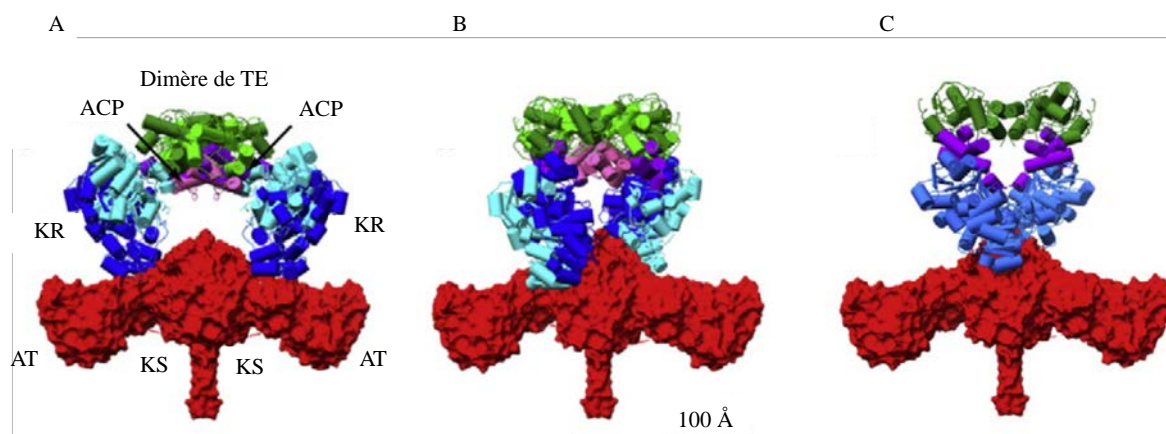 A B C
Dimère de TE
ACP ACP
KR KR
AT KS KS AT
100 Å